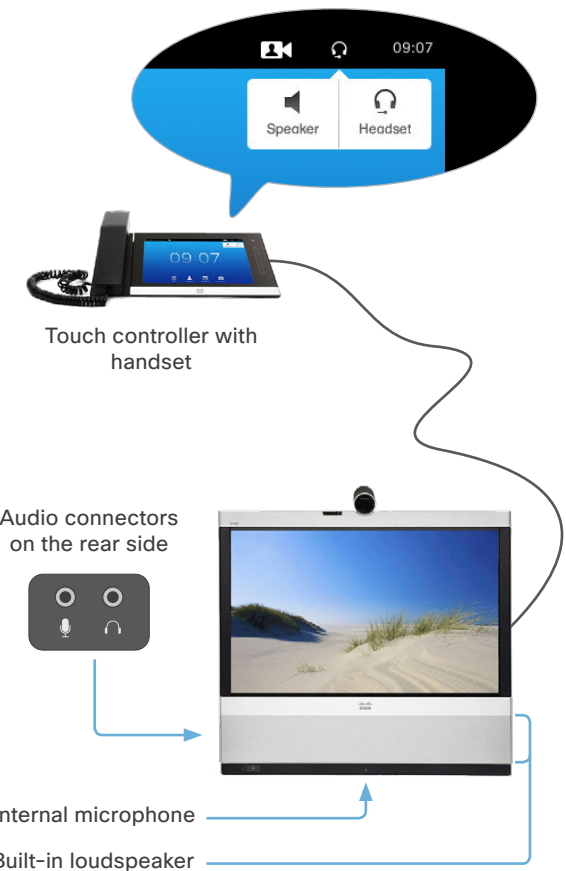 09:07
Speaker
Headset
09:07
Touch controller with
handset
Audio connectors
on the rear side
nternal microphone
Built-in loudspeaker